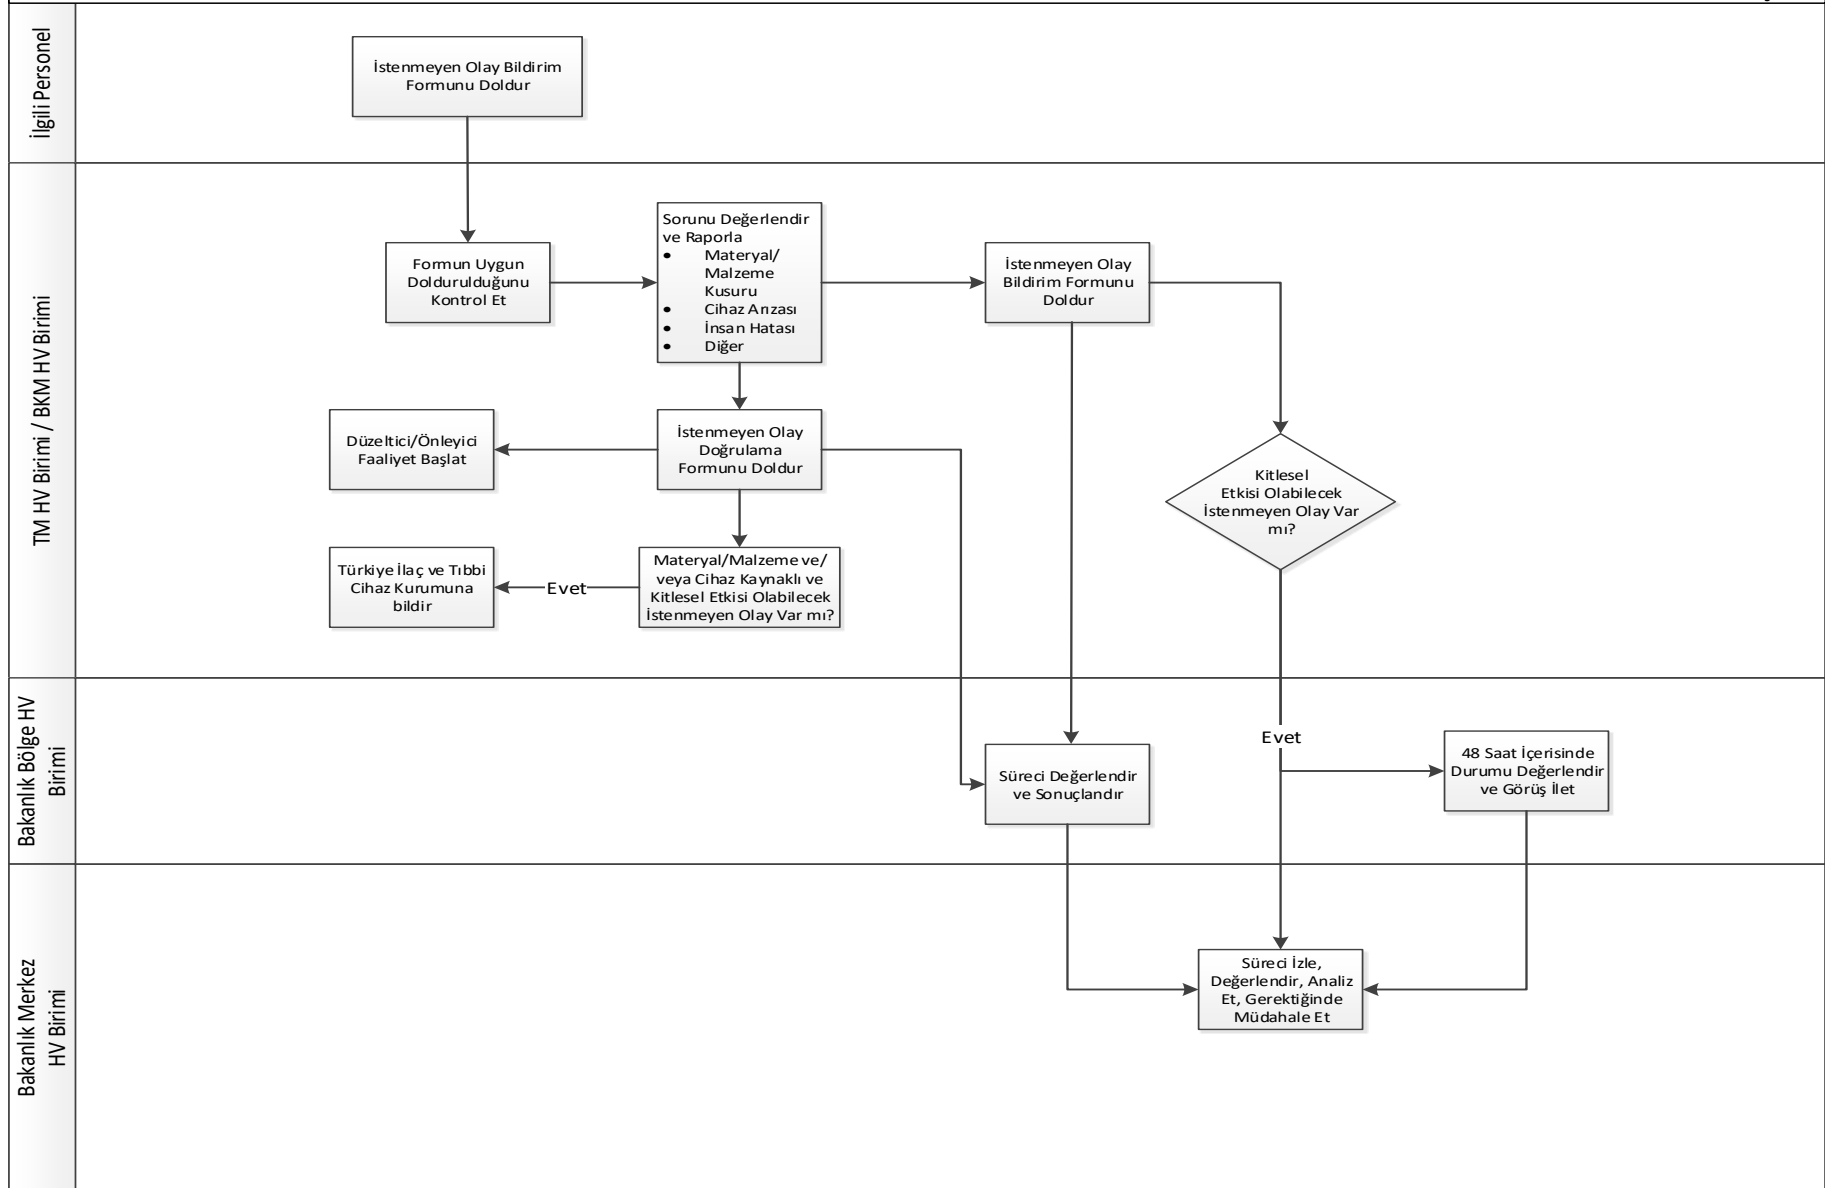 İlgili Personel
İstenmeyen Olay Bildirim
Formunu Doldur
TM HV Birimi / BKM HV Birimi
Formun Uygun
Doldurulduğunu
Kontrol Et
Sorunu Değerlendir
ve Raporla
• Materyal/
Malzeme
Kusuru
• Cihaz Arızası
• İnsan Hatası
• Diğer
İstenmeyen Olay
Bildirim Formunu
Doldur
Düzeltici/Önleyici
Faaliyet Başlat
İstenmeyen Olay
Doğrulama
Formunu Doldur
Kitlesel
Etkisi Olabilecek
İstenmeyen Olay Var
mı?
Türkiye İlaç ve Tıbbi
Cihaz Kurumuna
bildir
Evet
Materyal/Malzeme ve/
veya Cihaz Kaynaklı ve
Kitlesel Etkisi Olabilecek
İstenmeyen Olay Var mı?
Bakanlık Bölge HV
Birimi
Süreci Değerlendir
ve Sonuçlandır
Evet
48 Saat İçerisinde
Durumu Değerlendir
ve Görüş İlet
Bakanlık Merkez
HV Birimi
Süreci İzle,
Değerlendir, Analiz
Et, Gerektiğinde
Müdahale Et